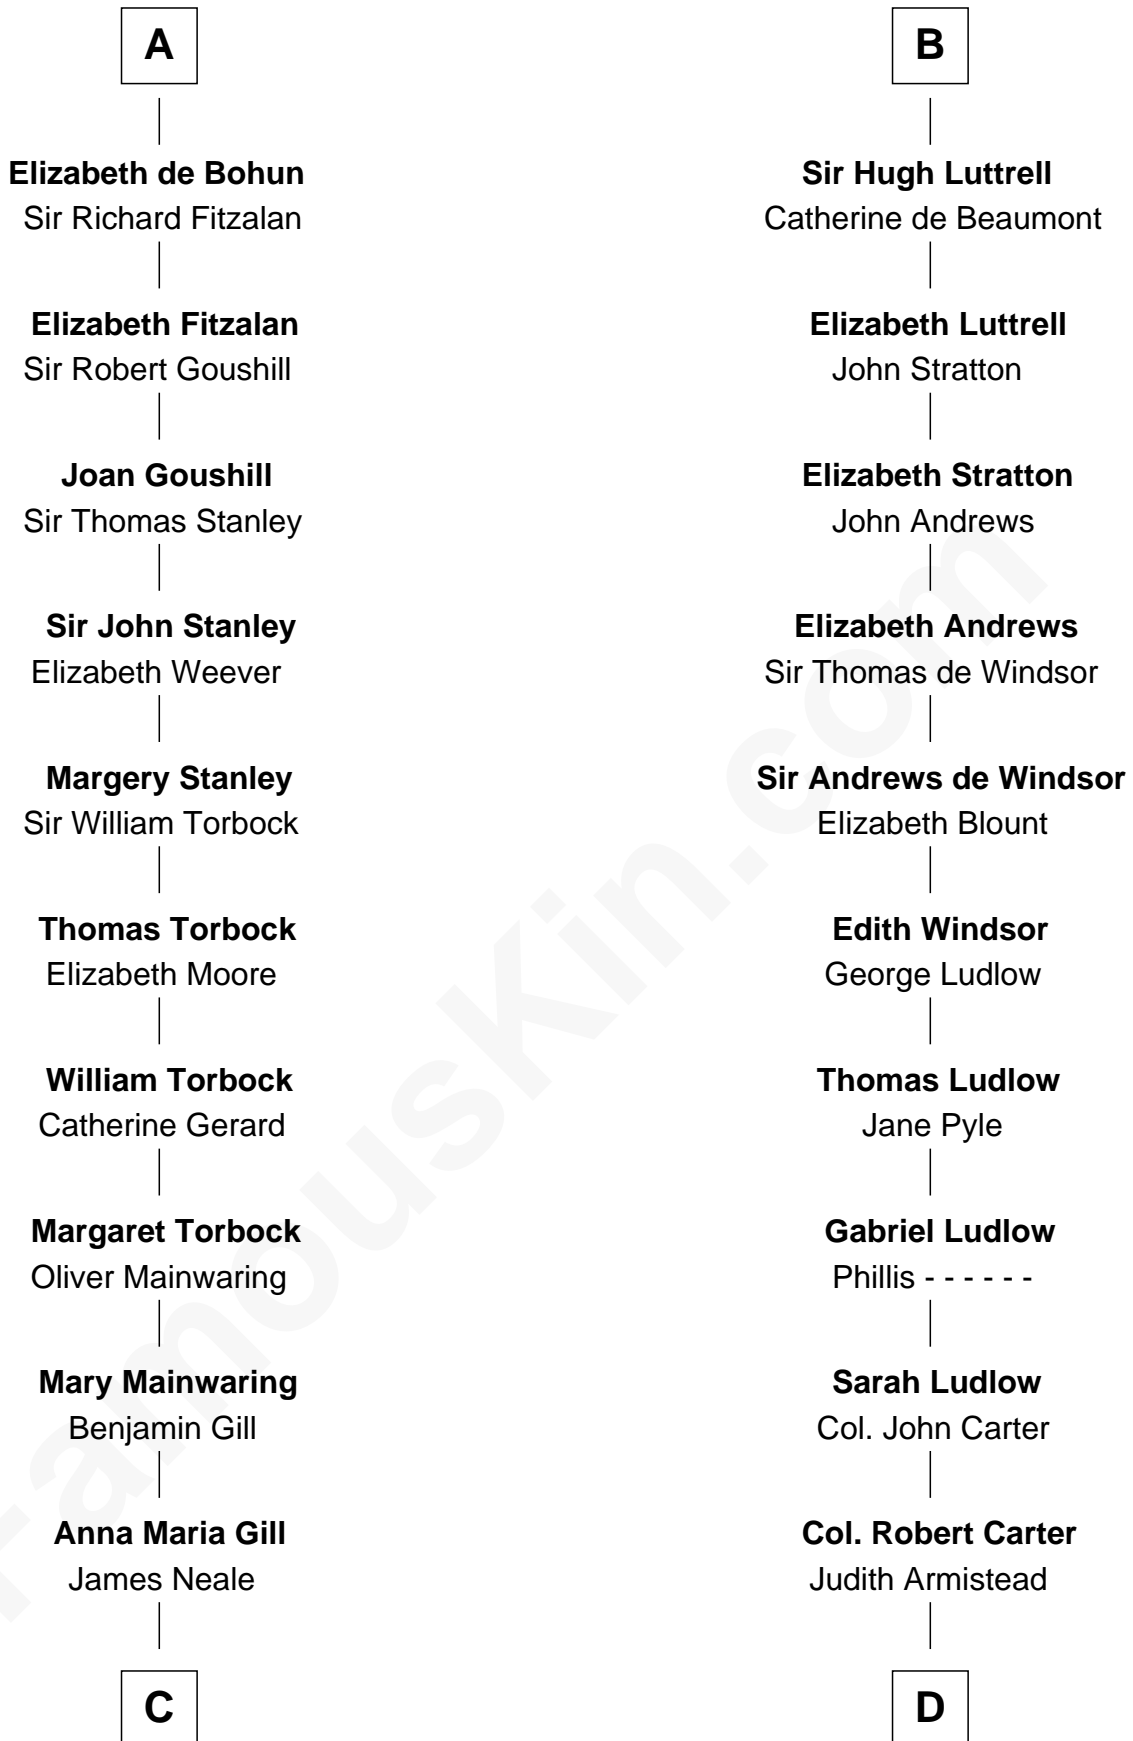 A
Elizabeth de Bohun
Sir Richard Fitzalan
Elizabeth Fitzalan
Sir Robert Goushill
Joan Goushill
Sir Thomas Stanley
Sir John Stanley
Elizabeth Weever
Margery Stanley
Sir William Torbock
Thomas Torbock
Elizabeth Moore
William Torbock
Catherine Gerard
Margaret Torbock
Oliver Mainwaring
Mary Mainwaring
Benjamin Gill
Anna Maria Gill
James Neale
C
B
Sir Hugh Luttrell
Catherine de Beaumont
Elizabeth Luttrell
John Stratton
Elizabeth Stratton
John Andrews
Elizabeth Andrews
Sir Thomas de Windsor
Sir Andrews de Windsor
Elizabeth Blount
Edith Windsor
George Ludlow
Thomas Ludlow
Jane Pyle
Gabriel Ludlow
Phillis - - - - - -
Sarah Ludlow
Col. John Carter
Col. Robert Carter
Judith Armistead
D
FamousKin.com